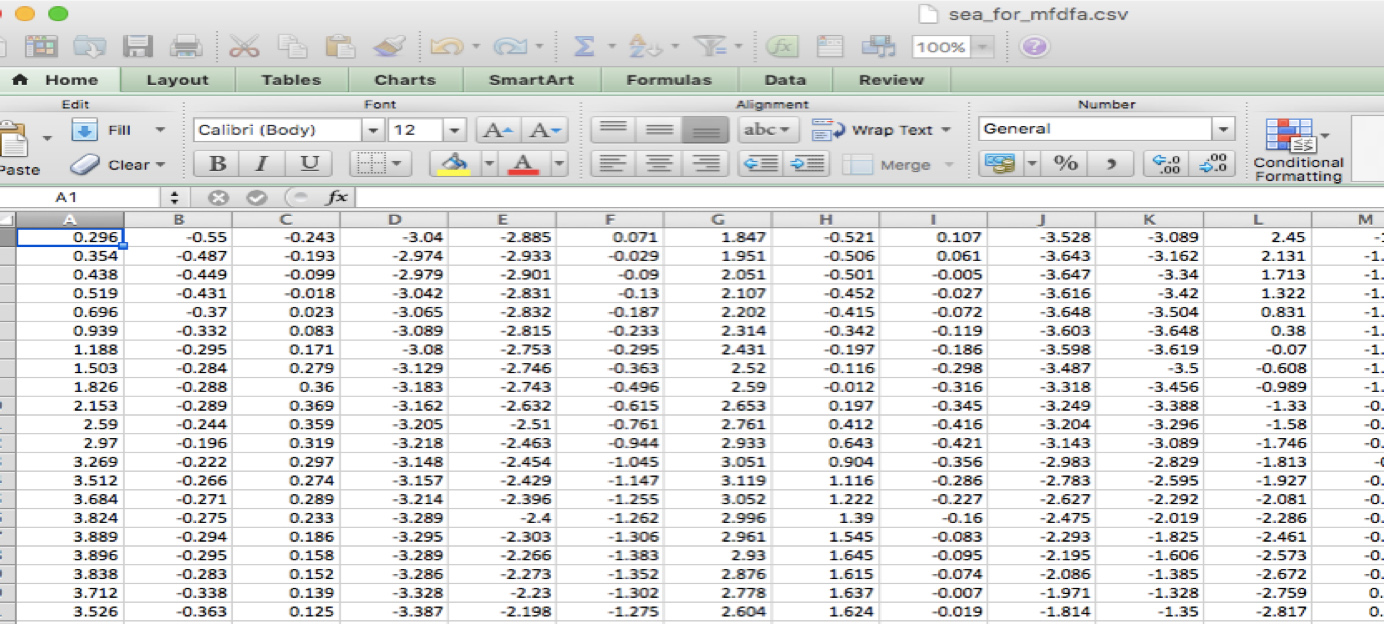 sea_for_mfdfa.csv
100%
Home Layout Tables Charts SmartArt Formulas Data Review
Edit Font Alignment Number
Fill Calibri (Body) 12 A A abc Wrap Text General
Paste Clear B I U A Merge % , .0 .00 .00 .0 Conditional Formatting
A1 fx
A B C D E F G H I J K L M
0.296 -0.55 -0.243 -3.04 -2.885 0.071 1.847 -0.521 0.107 -3.528 -3.089 2.45
0.354 -0.487 -0.193 -2.974 -2.933 -0.029 1.951 -0.506 0.061 -3.643 -3.162 2.131 -1.
0.438 -0.449 -0.099 -2.979 -2.901 -0.09 2.051 -0.501 -0.005 -3.647 -3.34 1.713 -1.
0.519 -0.431 -0.018 -3.042 -2.831 -0.13 2.107 -0.452 -0.027 -3.616 -3.42 1.322 -1.
0.696 -0.37 0.023 -3.065 -2.832 -0.187 2.202 -0.415 -0.072 -3.648 -3.504 0.831 -1.
0.939 -0.332 0.083 -3.089 -2.815 -0.233 2.314 -0.342 -0.119 -3.603 -3.648 0.38 -1.
1.188 -0.295 0.171 -3.08 -2.753 -0.295 2.431 -0.197 -0.186 -3.598 -3.619 -0.07 -1.
1.503 -0.284 0.279 -3.129 -2.746 -0.363 2.52 -0.116 -0.298 -3.487 -3.5 -0.608 -1.
1.826 -0.288 0.36 -3.183 -2.743 -0.496 2.59 -0.012 -0.316 -3.318 -3.456 -0.989 -1.
2.153 -0.289 0.369 -3.162 -2.632 -0.615 2.653 0.197 -0.345 -3.249 -3.388 -1.33 -0.
2.59 -0.244 0.359 -3.205 -2.51 -0.761 2.761 0.412 -0.416 -3.204 -3.296 -1.58 -0.
2.97 -0.196 0.319 -3.218 -2.463 -0.944 2.933 0.643 -0.421 -3.143 -3.089 -1.746 -0.
3.269 -0.222 0.297 -3.148 -2.454 -1.045 3.051 0.904 -0.356 -2.983 -2.829 -1.813
3.512 -0.266 0.274 -3.157 -2.429 -1.147 3.119 1.116 -0.286 -2.783 -2.595 -1.927 -0.
3.684 -0.271 0.289 -3.214 -2.396 -1.255 3.052 1.222 -0.227 -2.627 -2.292 -2.081 -0.
3.824 -0.275 0.233 -3.289 -2.4 -1.262 2.996 1.39 -0.16 -2.475 -2.019 -2.286 -0.
3.889 -0.294 0.186 -3.295 -2.303 -1.306 2.961 1.545 -0.083 -2.293 -1.825 -2.461 -0.
3.896 -0.295 0.158 -3.289 -2.266 -1.383 2.93 1.645 -0.095 -2.195 -1.606 -2.573 -0.
3.838 -0.283 0.152 -3.286 -2.273 -1.352 2.876 1.615 -0.074 -2.086 -1.385 -2.672 -0.
3.712 -0.338 0.139 -3.328 -2.23 -1.302 2.778 1.637 -0.007 -1.971 -1.328 -2.759 0.
3.526 -0.363 0.125 -3.387 -2.198 -1.275 2.604 1.624 -0.019 -1.814 -1.35 -2.817 0.